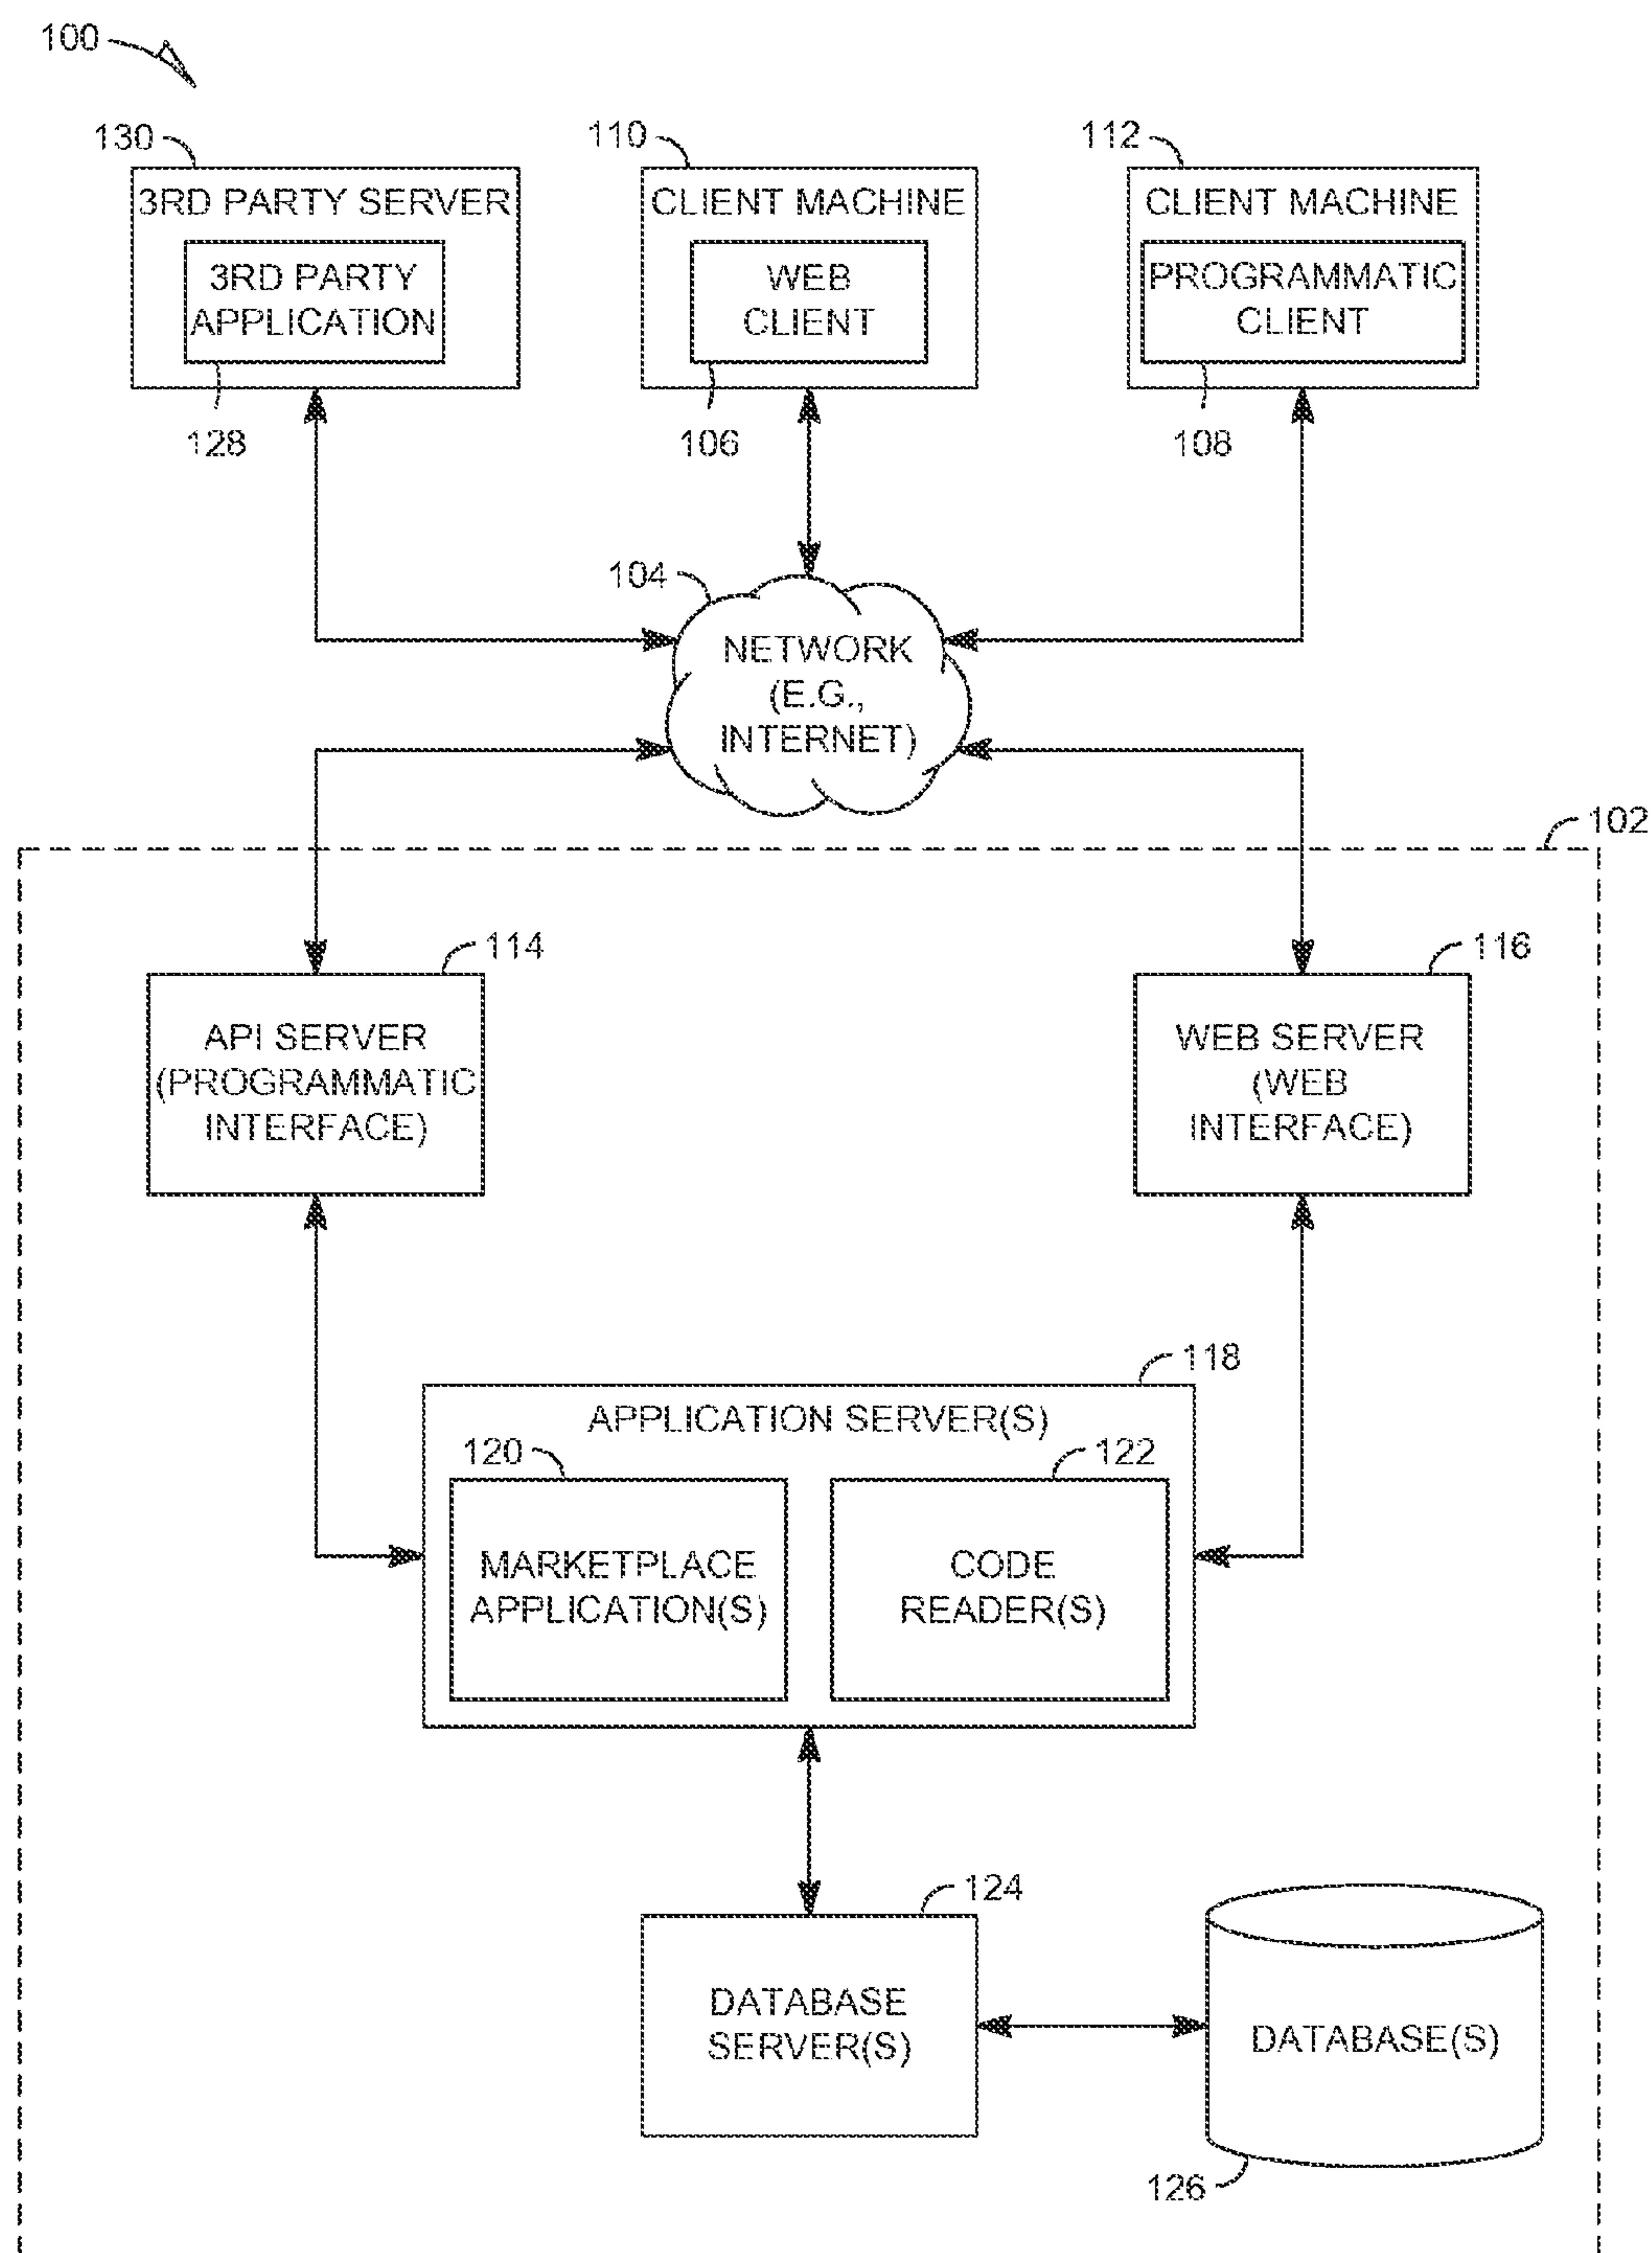 100
130
110
112
3RD PARTY SERVER
CLIENT MACHINE
CLIENT MACHINE
3RD PARTY
APPLICATION
WEB
CLIENT
PROGRAMMATIC
CLIENT
128
106
108
104
NETWORK
(E.G.,
INTERNET)
102
114
116
API SERVER
(PROGRAMMATIC
INTERFACE)
WEB SERVER
(WEB
INTERFACE)
118
APPLICATION SERVER(S)
120
122
MARKETPLACE
APPLICATION(S)
CODE
READER(S)
124
DATABASE
SERVER(S)
DATABASE(S)
126